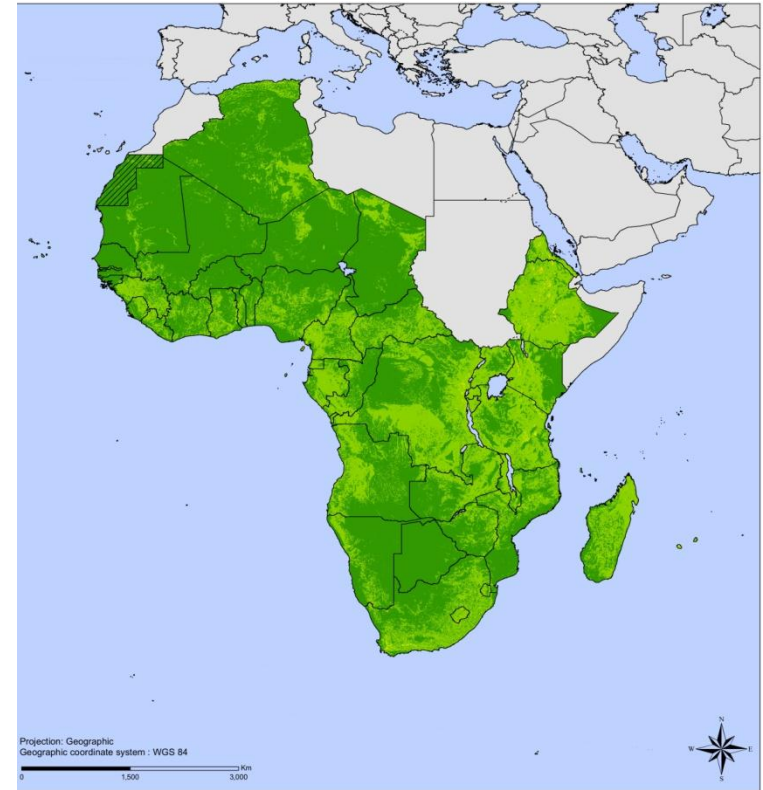 N
W E
S
Projection: Geographic
Geographic coordinate system : WGS 84
Km
0 1,500 3,000